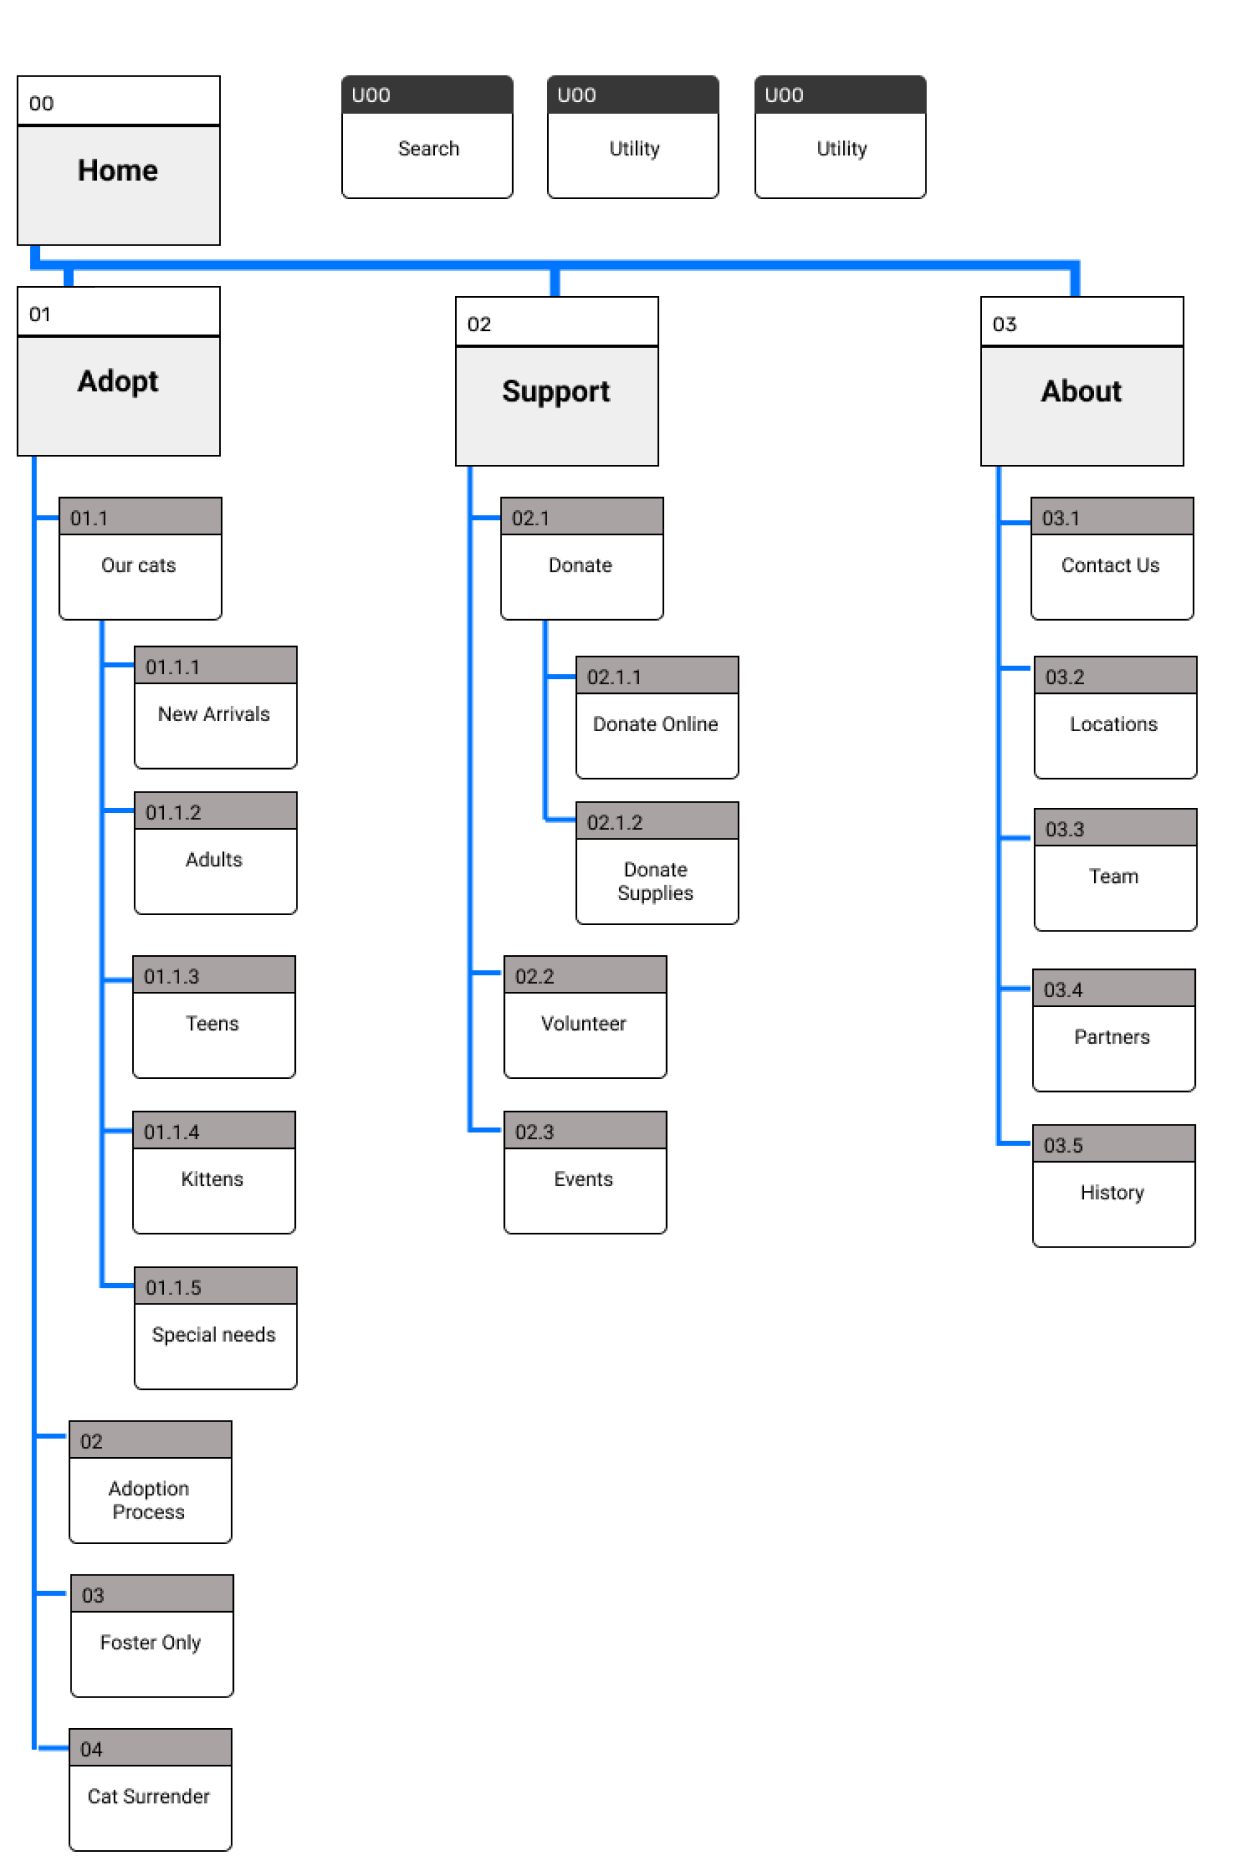 00
Home
U00
Search
U00
Utility
U00
Utility
01
Adopt
02
Support
03
About
01.1
Our cats
01.1.1
New Arrivals
01.1.2
Adults
01.1.3
Teens
01.1.4
Kittens
01.1.5
Special needs
02
Adoption
Process
03
Foster Only
04
Cat Surrender
02.1
Donate
02.1.1
Donate Online
02.1.2
Donate
Supplies
02.2
Volunteer
02.3
Events
03.1
Contact Us
03.2
Locations
03.3
Team
03.4
Partners
03.5
History